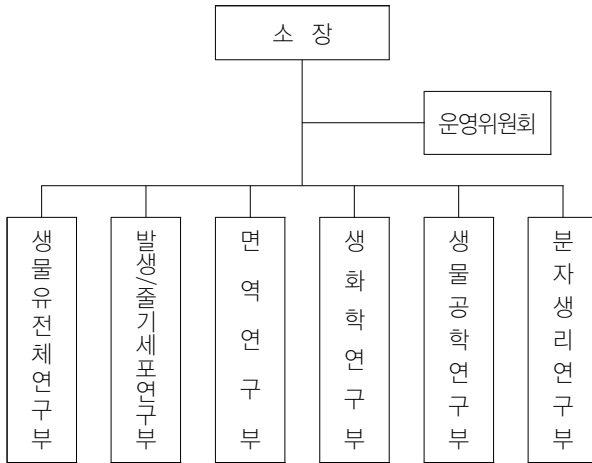 소 장
운영위원회
생물유전체연구부
발생/줄기세포연구부
면역연구부
생화학연구부
생물공학연구부
분자생리연구부